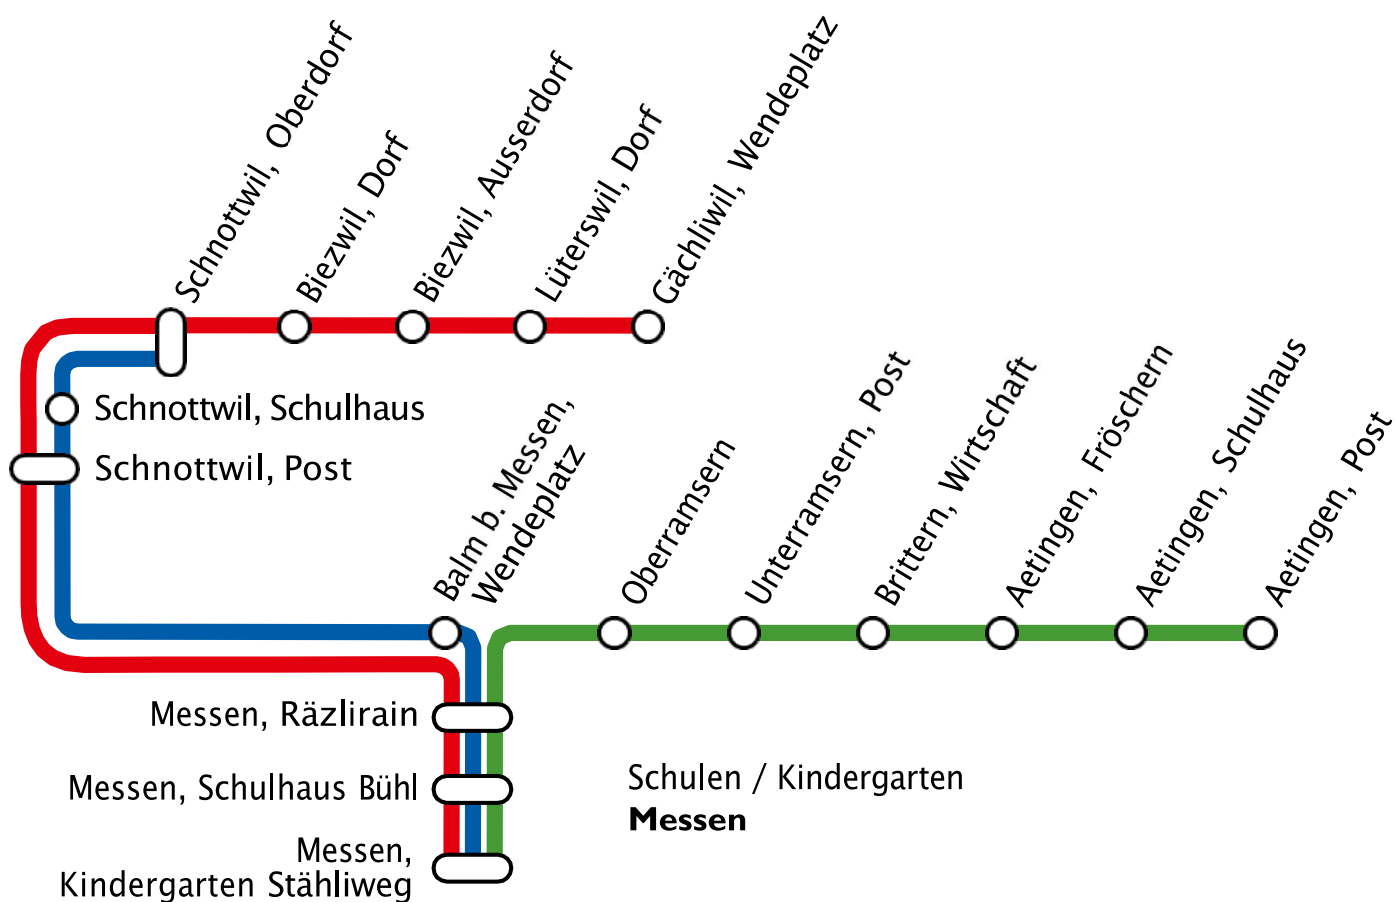 Schnottwil, Oberdorf
Biezwil, Dorf
Biezwil, Ausserdorf
Lüterswil, Dorf
Gächliwil, Wendeplatz
Schnottwil, Schulhaus
Schnottwil, Post
Balm b. Messen,
Wendeplatz
Oberramsern
Unterramsern, Post
Brittern, Wirtschaft
Aetingen, Fröschern
Aetingen, Schulhaus
Aetingen, Post
Messen, Räzlirain
Messen, Schulhaus Bühl
Messen,
Kindergarten Stähliweg
Schulen / Kindergarten
Messen